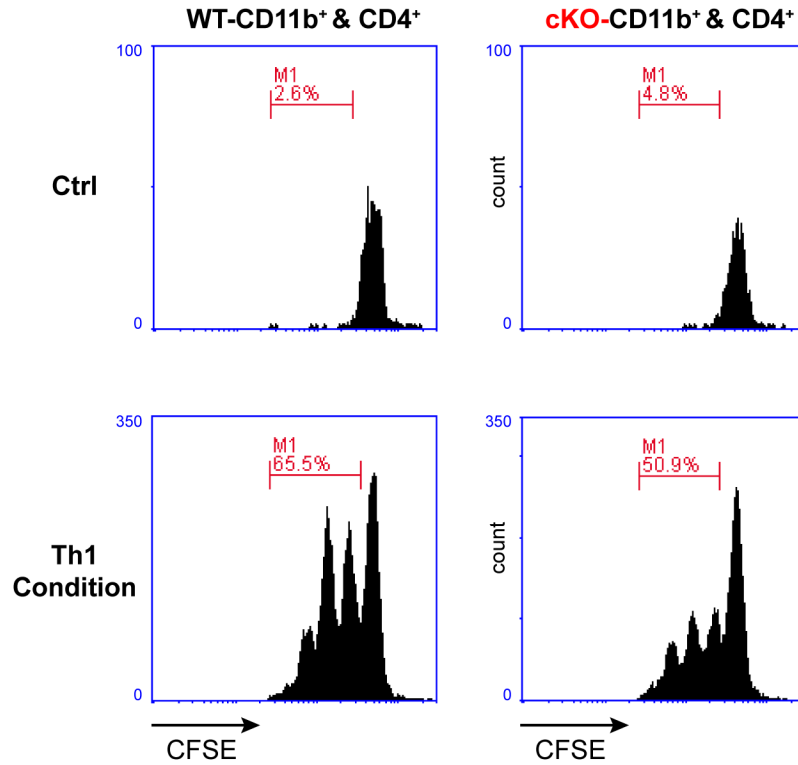 WT-CD11b⁺ & CD4⁺
cKO-CD11b⁺ & CD4⁺
Ctrl
100
M1
2.6%
0
100
count
M1
4.8%
0
Th1
Condition
350
M1
65.5%
0
CFSE
350
count
M1
50.9%
0
CFSE